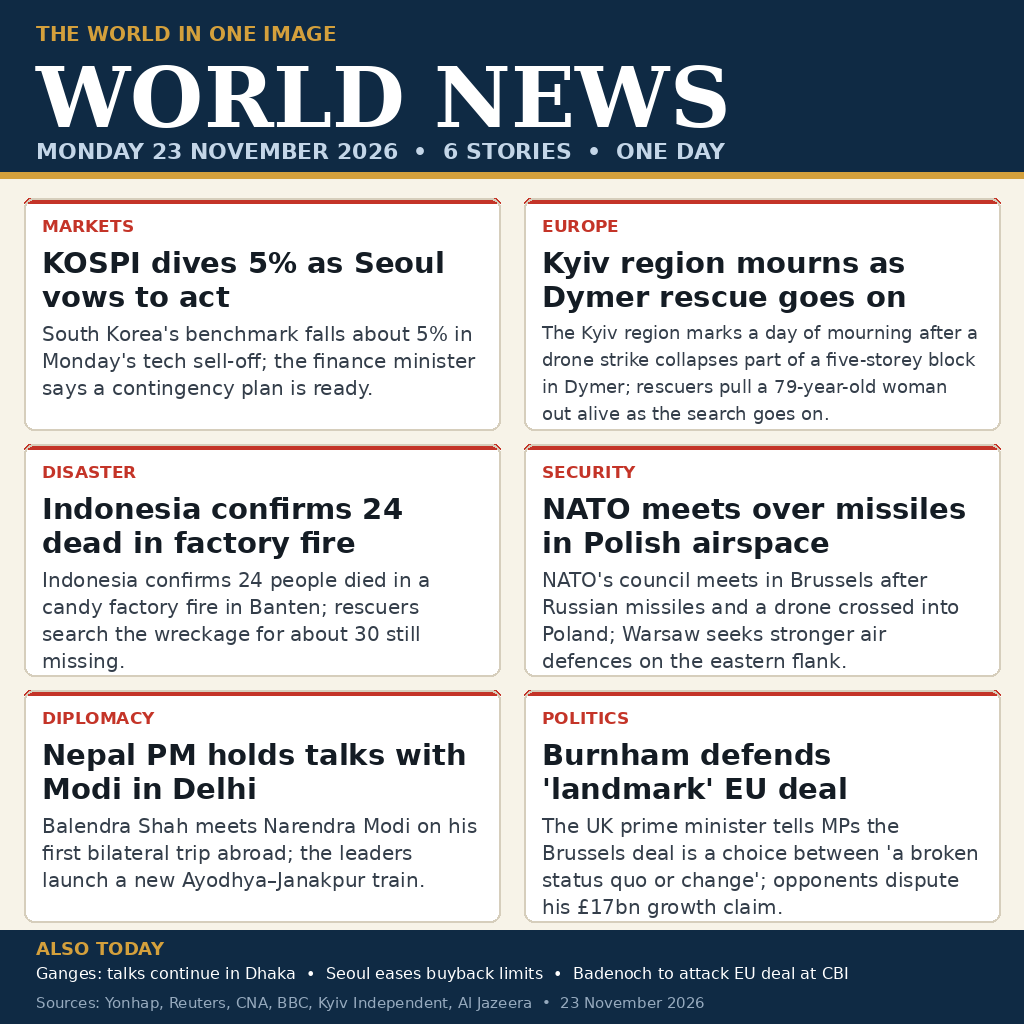 THE WORLD IN ONE IMAGE
WORLD NEWS
MONDAY 23 NOVEMBER 2026 • 6 STORIES • ONE DAY
MARKETS
KOSPI dives 5% as Seoul
vows to act
South Korea's benchmark falls about 5% in
Monday's tech sell-off; the finance minister
says a contingency plan is ready.
EUROPE
Kyiv region mourns as
Dymer rescue goes on
The Kyiv region marks a day of mourning after a
drone strike collapses part of a five-storey block
in Dymer; rescuers pull a 79-year-old woman
out alive as the search goes on.
DISASTER
Indonesia confirms 24
dead in factory fire
Indonesia confirms 24 people died in a
candy factory fire in Banten; rescuers
search the wreckage for about 30 still
missing.
SECURITY
NATO meets over missiles
in Polish airspace
NATO's council meets in Brussels after
Russian missiles and a drone crossed into
Poland; Warsaw seeks stronger air
defences on the eastern flank.
DIPLOMACY
Nepal PM holds talks with
Modi in Delhi
Balendra Shah meets Narendra Modi on his
first bilateral trip abroad; the leaders
launch a new Ayodhya–Janakpur train.
POLITICS
Burnham defends
'landmark' EU deal
The UK prime minister tells MPs the
Brussels deal is a choice between 'a broken
status quo or change'; opponents dispute
his £17bn growth claim.
ALSO TODAY
Ganges: talks continue in Dhaka • Seoul eases buyback limits • Badenoch to attack EU deal at CBI
Sources: Yonhap, Reuters, CNA, BBC, Kyiv Independent, Al Jazeera • 23 November 2026